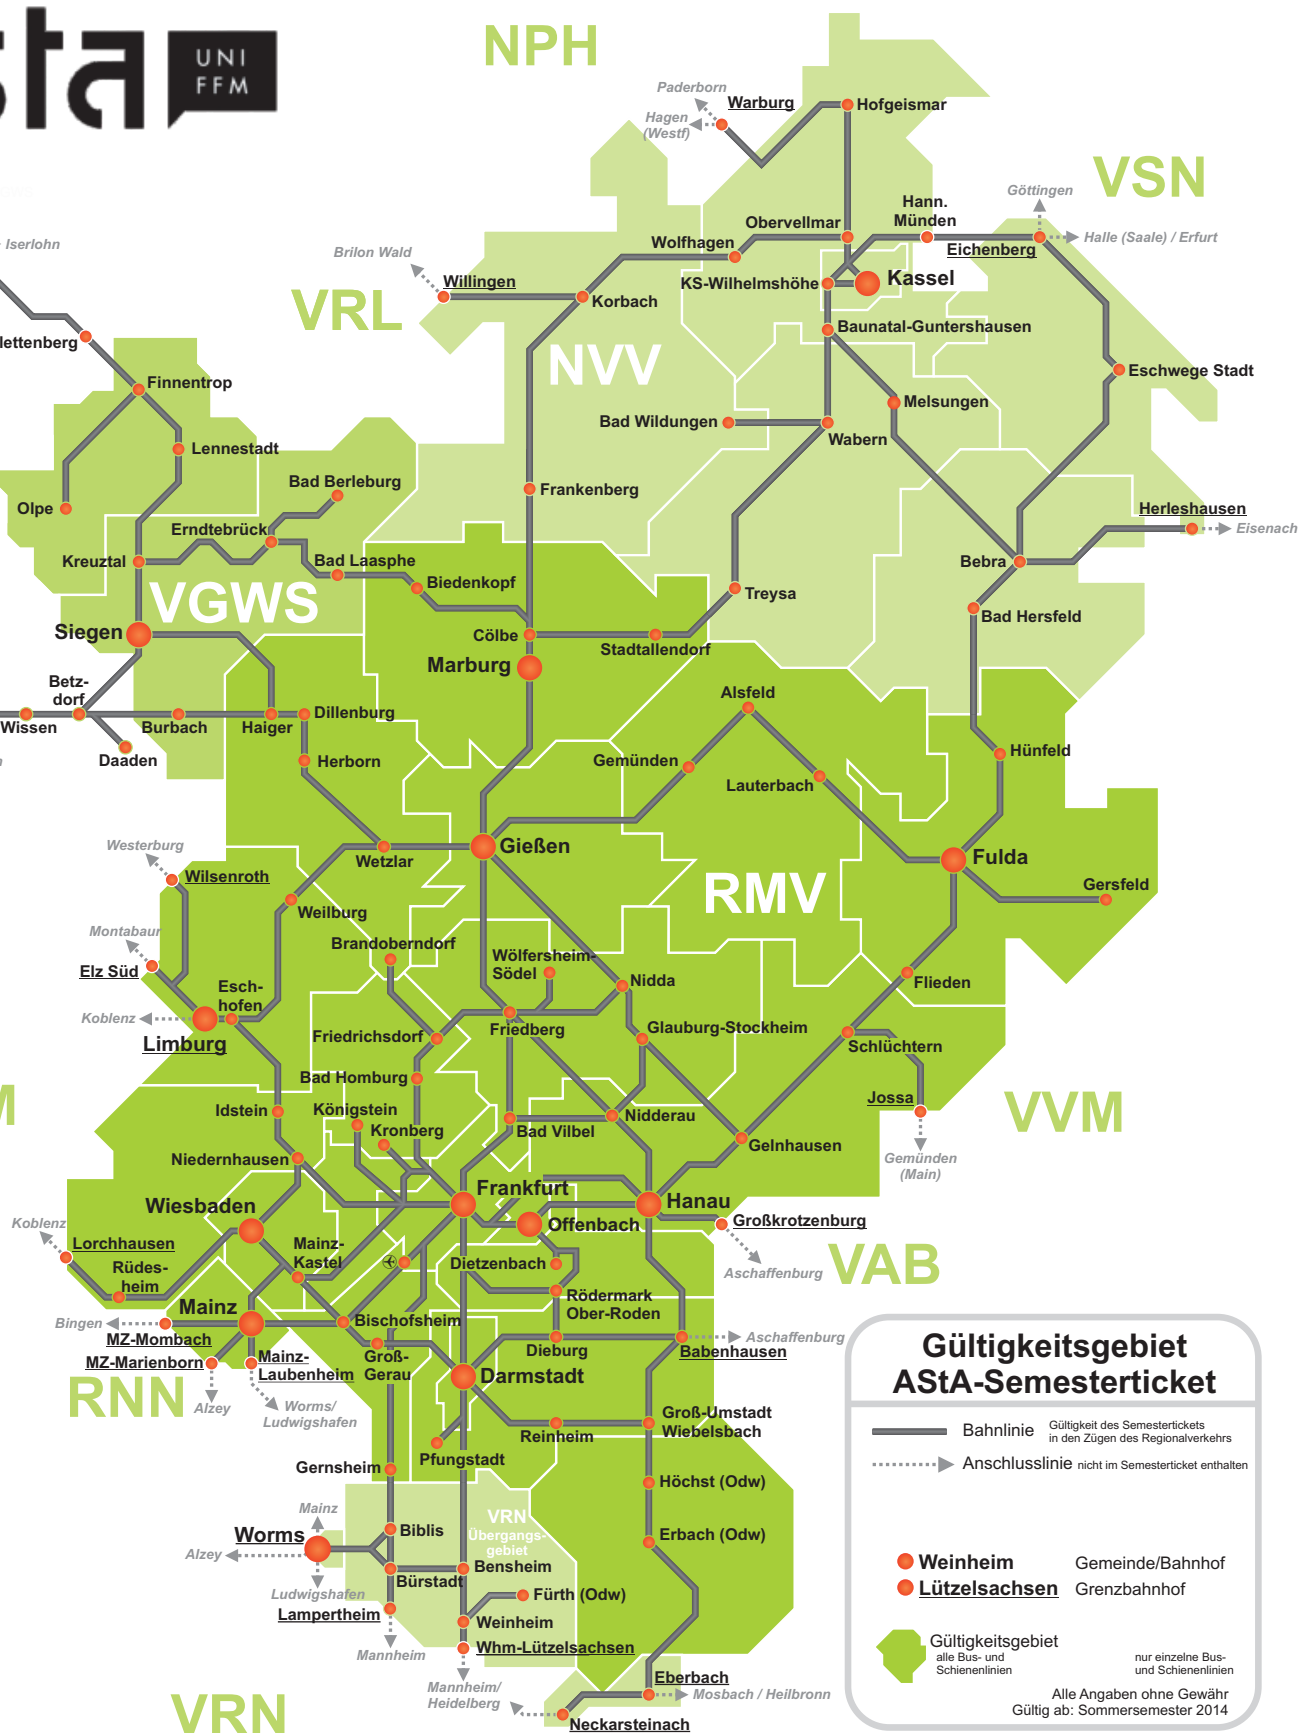 sta
UNI
FFM
NPH
Paderborn
Warburg
Hagen
(Westf)
Hofgeismar
VSN
Göttingen
Iserlohn
Hann.
Münden
Obervellmar
Wolfhagen
Eichenberg
Halle (Saale) / Erfurt
Brilon Wald
Willingen
KS-Wilhelmshöhe
Kassel
Korbach
VRL
Baunatal-Guntershausen
lettenberg
NVV
Finnentrop
Eschwege Stadt
Melsungen
Bad Wildungen
Wabern
Lennestadt
Bad Berleburg
Frankenberg
Olpe
Herleshausen
Eisenach
Erndtebrück
Kreuztal
Bad Laasphe
Biedenkopf
Bebra
VGWS
Treysa
Bad Hersfeld
Siegen
Cölbe
Stadtallendorf
Marburg
Betz-
dorf
Alsfeld
Wissen
Burbach
Haiger
Dillenburg
Daaden
Herborn
Gemünden
Hünfeld
Lauterbach
Westerburg
Wetzlar
Gießen
Fulda
Wilsenroth
RMV
Gersfeld
Weilburg
Montabaur
Brandoberndorf
Wölfersheim-
Södel
Elz Süd
Nidda
Flieden
Esch-
hofen
Koblenz
Friedberg
Glauburg-Stockheim
Limburg
Friedrichsdorf
Schlüchtern
Bad Homburg
M
Jossa
VVM
Idstein
Königstein
Nidderau
Kronberg
Bad Vilbel
Gelnhausen
Niedernhausen
Gemünden
(Main)
Frankfurt
Hanau
Wiesbaden
Offenbach
Großkrotzenburg
Koblenz
Lorchhausen
Mainz-
Kastel
Dietzenbach
Rüdes-
heim
Aschaffenburg
VAB
Rödermark
Ober-Roden
Mainz
Bingen
Bischofsheim
MZ-Mombach
Aschaffenburg
Dieburg
Babenhausen
MZ-Marienborn
Mainz-
Laubenheim
Groß-
Gerau
Darmstadt
RNN
Alzey
Worms/
Ludwigshafen
Groß-Umstadt
Wiebelsbach
Reinheim
Pfungstadt
Gernsheim
Höchst (Odw)
Mainz
VRN
Übergangs-
gebiet
Worms
Biblis
Erbach (Odw)
Alzey
Bensheim
Bürstadt
Ludwigshafen
Fürth (Odw)
Lampertheim
Weinheim
Mannheim
Whm-Lützelsachsen
Eberbach
Mannheim/
Heidelberg
Mosbach / Heilbronn
Neckarsteinach
VRN
Gültigkeitsgebiet
AStA-Semesterticket
Bahnlinie Gültigkeit des Semestertickets
in den Zügen des Regionalverkehrs
Anschlusslinie nicht im Semesterticket enthalten
Weinheim Gemeinde/Bahnhof
Lützelsachsen Grenzbahnhof
Gültigkeitsgebiet
alle Bus- und
Schienenlinien
nur einzelne Bus-
und Schienenlinien
Alle Angaben ohne Gewähr
Gültig ab: Sommersemester 2014